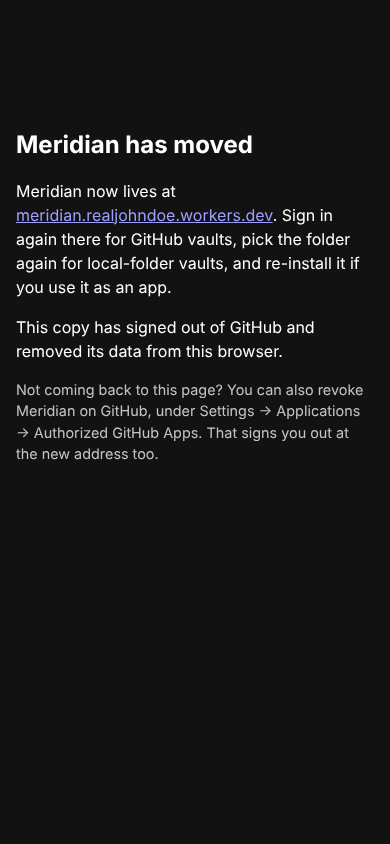 Meridian has moved
Meridian now lives at
meridian.realjohndoe.workers.dev. Sign in
again there for GitHub vaults, pick the folder
again for local-folder vaults, and re-install it if
you use it as an app.
This copy has signed out of GitHub and
removed its data from this browser.
Not coming back to this page? You can also revoke
Meridian on GitHub, under Settings → Applications
→ Authorized GitHub Apps. That signs you out at
the new address too.